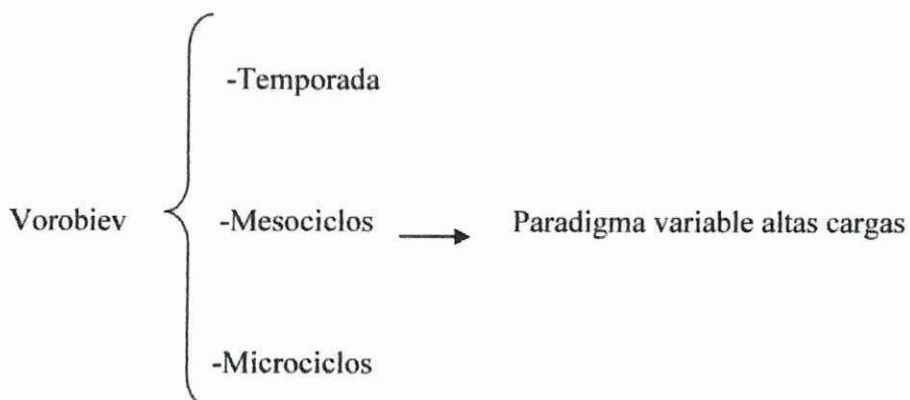 -Temporada
Vorobiev -Mesociclos → Paradigma variable altas cargas
-Microciclos